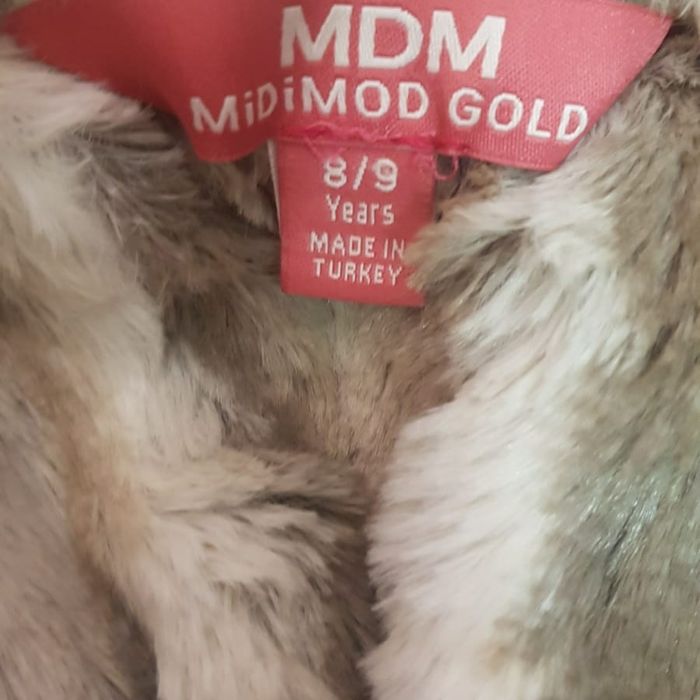 MDM
MiDiMOD GOLD
8/9
Years
MADE IN
TURKEY